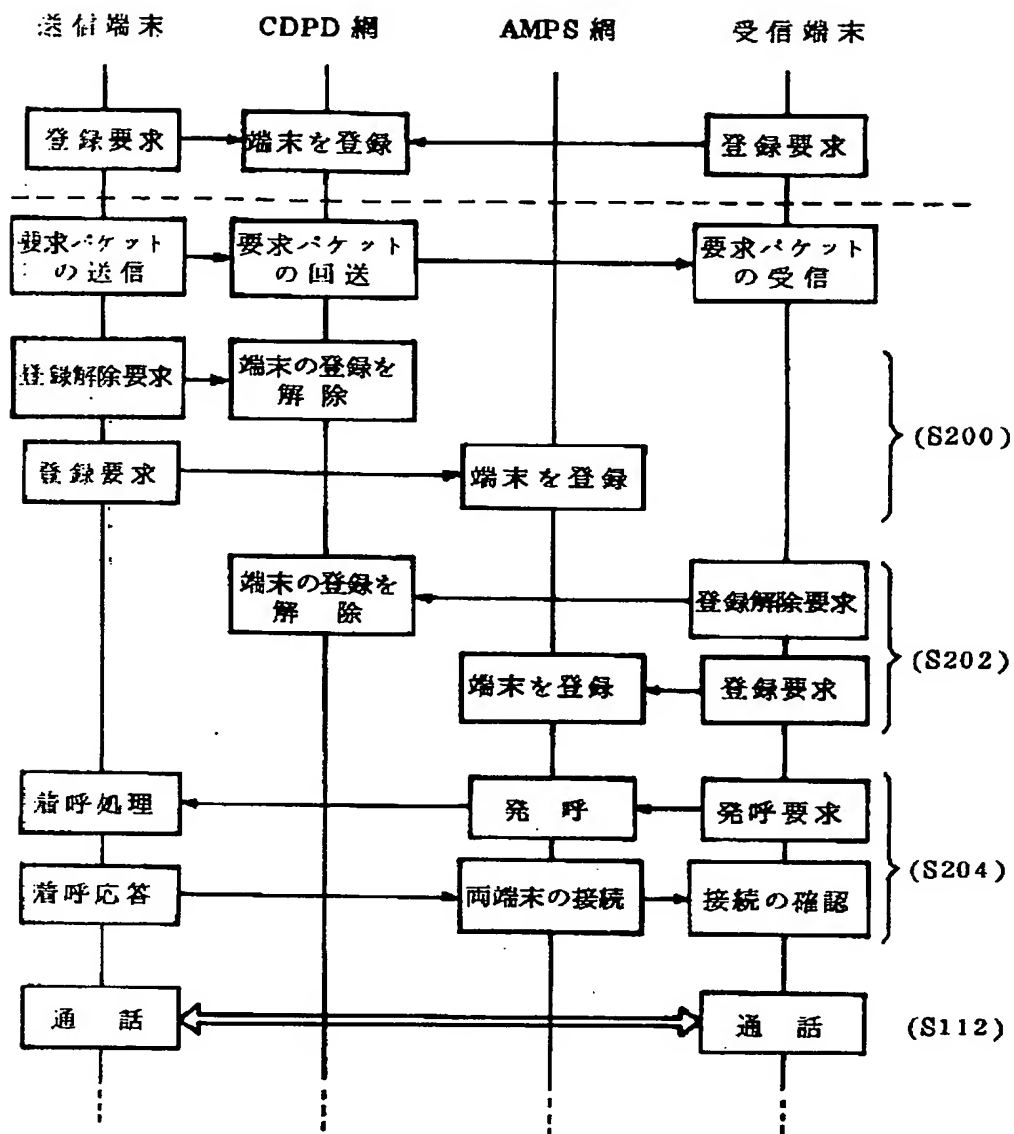 送信端末 CDPD網 AMPS網 受信端末
登録要求 端末を登録 登録要求
要求パケット
の送信
要求パケット
の回送
要求パケット
の受信
登録解除要求
端末の登録を
解除
(S200)
登録要求 端末を登録
端末の登録を
解除
登録解除要求
(S202)
端末を登録 登録要求
着呼処理 発呼 発呼要求
(S204)
着呼応答 両端末の接続 接続の確認
通話 通話 (S112)